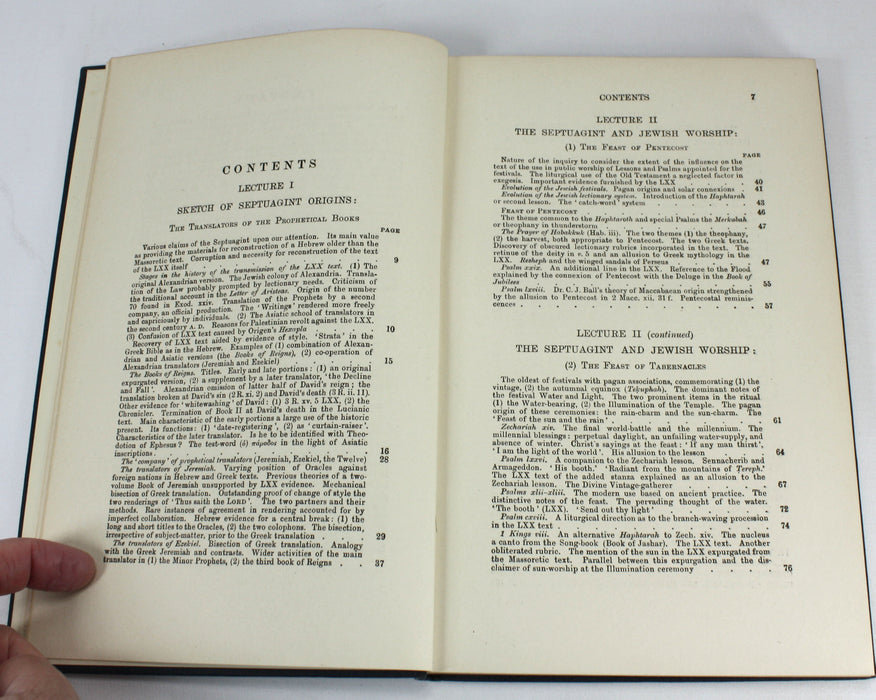 CONTENTS
LECTURE I
SKETCH OF SEPTUAGINT ORIGINS:
THE TRANSLATORS OF THE PROPHETICAL BOOKS
PAGE
Various claims of the Septuagint upon our attention. Its main value
as providing the materials for reconstruction of a Hebrew older than the
Massoretic text. Corruption and necessity for reconstruction of the text
of the LXX itself . . . . . . 9
Stages in the history of the transmission of the LXX text. (1) The
original Alexandrian version. The Jewish colony of Alexandria. Transla-
tion of the Law probably prompted by lectionary needs. Criticism of
the traditional account in the Letter of Aristeas. Origin of the number
70 found in Exod. xxiv. Translation of the Prophets by a second
company, an official production. The 'Writings' rendered more freely
and capriciously by individuals. (2) The Asiatic school of translators in
the second century A. D. Reasons for Palestinian revolt against the LXX.
(3) Confusion of LXX text caused by Origen's Hexapla . . . . 10
Recovery of LXX text aided by evidence of style. 'Strata' in the
Greek Bible as in the Hebrew. Examples of (1) combination of Alexan-
drian and Asiatic versions (the Books of Reigns), (2) co-operation of
Alexandrian translators (Jeremiah and Ezekiel) . . . . 15
The Books of Reigns. Titles. Early and late portions: (1) an original
expurgated version, (2) a supplement by a later translator, 'the Decline
and Fall'. Alexandrian omission of latter half of David's reign; the
translation broken at David's sin (2 R. xi. 2) and David's death (3 R. ii. 11).
Other evidence for 'whitewashing' of David: (1) 3 R. xv. 5 LXX, (2) the
Chronicler. Termination of Book II at David's death in the Lucianic
text. Main characteristic of the early portions a large use of the historic
present. Its functions: (1) 'date-registering', (2) as 'curtain-raiser'.
Characteristics of the later translator. Is he to be identified with Theo-
dotion of Ephesus? The test-word (ὁ) πάροδος in the light of Asiatic
inscriptions . . . . . . 16
The 'company' of prophetical translators (Jeremiah, Ezekiel, the Twelve) 28
The translators of Jeremiah. Varying position of Oracles against
foreign nations in Hebrew and Greek texts. Previous theories of a two-
volume Book of Jeremiah unsupported by LXX evidence. Mechanical
bisection of Greek translation. Outstanding proof of change of style the
two renderings of 'Thus saith the LORD'. The two partners and their
methods. Rare instances of agreement in rendering accounted for by
imperfect collaboration. Hebrew evidence for a central break: (1) the
long and short titles to the Oracles, (2) the two colophons. The bisection,
irrespective of subject-matter, prior to the Greek translation . . . 29
The translators of Ezekiel. Bisection of Greek translation. Analogy
with the Greek Jeremiah and contrasts. Wider activities of the main
translator in (1) the Minor Prophets, (2) the third book of Reigns . . 37
CONTENTS 7
LECTURE II
THE SEPTUAGINT AND JEWISH WORSHIP:
(1) THE FEAST OF PENTECOST
PAGE
Nature of the inquiry to consider the extent of the influence on the
text of the use in public worship of Lessons and Psalms appointed for the
festivals. The liturgical use of the Old Testament a neglected factor in
exegesis. Important evidence furnished by the LXX . . . . 40
Evolution of the Jewish festivals. Pagan origins and solar connexions . 41
Evolution of the Jewish lectionary system. Introduction of the Haphtarah
or second lesson. The 'catch-word' system . . . . 43
FEAST OF PENTECOST . . . . . 46
The theme common to the Haphtaroth and special Psalms the Merkabah
or theophany in thunderstorm . . . . . 47
The Prayer of Habakkuk (Hab. iii). The two themes (1) the theophany,
(2) the harvest, both appropriate to Pentecost. The two Greek texts.
Discovery of obscured lectionary rubrics incorporated in the text. The
retinue of the deity in v. 5 and an allusion to Greek mythology in the
LXX. Resheph and the winged sandals of Perseus . . . . 47
Psalm xxix. An additional line in the LXX. Reference to the Flood
explained by the connexion of Pentecost with the Deluge in the Book of
Jubilees . . . . . . 55
Psalm lxviii. Dr. C. J. Ball's theory of Maccabaean origin strengthened
by the allusion to Pentecost in 2 Macc. xii. 31 f. Pentecostal reminis-
cences . . . . . . 57
LECTURE II (continued)
THE SEPTUAGINT AND JEWISH WORSHIP:
(2) THE FEAST OF TABERNACLES
The oldest of festivals with pagan associations, commemorating (1) the
vintage, (2) the autumnal equinox (Teḳuphah). The dominant notes of
the festival Water and Light. The two prominent items in the ritual
(1) the Water-bearing, (2) the Illumination of the Temple. The pagan
origin of these ceremonies: the rain-charm and the sun-charm. The
'Feast of the sun and the rain' . . . . . 61
Zechariah xiv. The final world-battle and the millennium. The
millennial blessings: perpetual daylight, an unfailing water-supply, and
absence of winter. Christ's sayings at the feast: 'If any man thirst',
'I am the light of the world'. His allusion to the lesson . . . 64
Psalm lxxvi. A companion to the Zechariah lesson. Sennacherib and
Armageddon. 'His booth.' 'Radiant from the mountains of Ṭereph.'
The LXX text of the added stanza explained as an allusion to the
Zechariah lesson. The Divine Vintage-gatherer . . . . 67
Psalms xlii–xliii. The modern use based on ancient practice. The
distinctive notes of the feast. The pervading thought of the water.
'The booth' (LXX). 'Send out thy light' . . . . 72
Psalm cxviii. A liturgical direction as to the branch-waving procession
in the LXX text . . . . . . 74
1 Kings viii. An alternative Haphtarah to Zech. xiv. The nucleus
a canto from the Song-book (Book of Jashar). The LXX text. Another
obliterated rubric. The mention of the sun in the LXX expurgated from
the Massoretic text. Parallel between this expurgation and the dis-
claimer of sun-worship at the Illumination ceremony . . . . 76